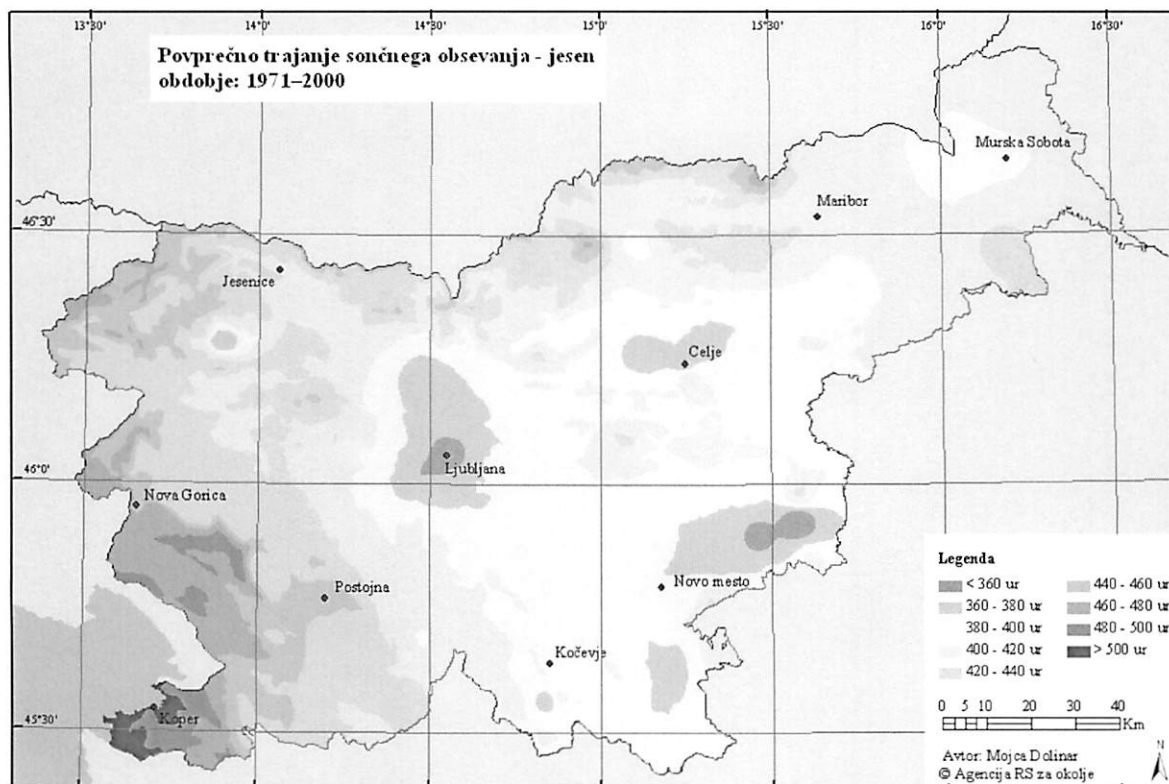 13°30'
14°0'
14°30'
15°0'
15°30'
16°0'
16°30'
Povprečno trajanje sončnega obsevanja - jesen
obdobje: 1971–2000
Murska Sobota
Maribor
46°30'
Jesenice
Celje
Ljubljana
46°0'
Nova Gorica
Postojna
Novo mesto
Kočevje
Koper
45°30'
Legenda
< 360 ur
360 - 380 ur
380 - 400 ur
400 - 420 ur
420 - 440 ur
440 - 460 ur
460 - 480 ur
480 - 500 ur
> 500 ur
0 5 10 20 30 40
Km
N
Avtor: Mojca Dolinar
© Agencija RS za okolje